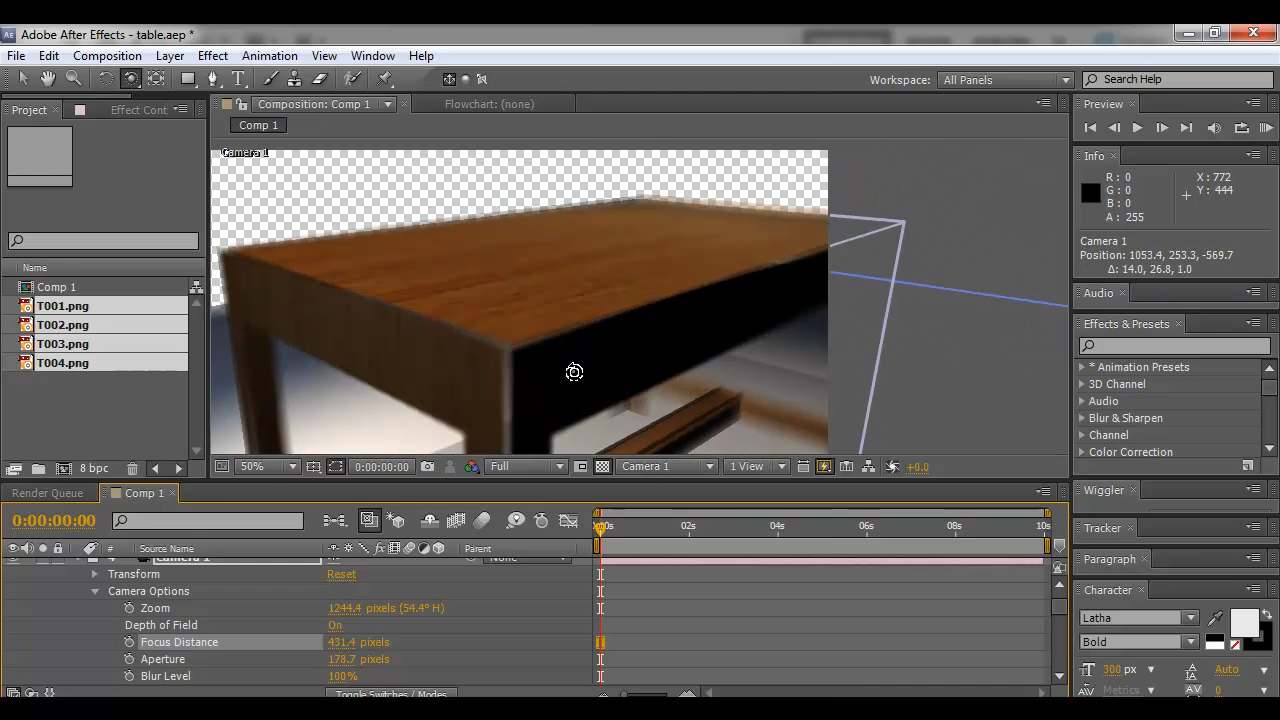 Adobe After Effects - table.aep *
File Edit Composition Layer Effect Animation View Window Help
Workspace: All Panels Search Help
Project Effect Cont
Composition: Comp 1 Flowchart: (none)
Preview
Comp 1
Camera 1
Info
R: 0 X: 772
G: 0 Y: 444
B: 0
A: 255
Camera 1
Position: 1053.4, 253.3, -569.7
Δ: 14.0, 26.8, 1.0
Name
Comp 1
T001.png
T002.png
T003.png
T004.png
Audio
Effects & Presets
* Animation Presets
3D Channel
Audio
Blur & Sharpen
Channel
Color Correction
8 bpc
50% 0:00:00:00 Full Camera 1 1 View +0.0
Render Queue Comp 1
Wiggler
0:00:00:00
02s 04s 06s 08s 10s
Tracker
# Source Name Parent
Paragraph
Transform Reset
Camera Options
Character
Zoom 1244.4 pixels (54.4° H)
Depth of Field On
Latha
Focus Distance 431.4 pixels
Bold
Aperture 178.7 pixels
300 px Auto
Blur Level 100%
Toggle Switches / Modes
Metrics 0